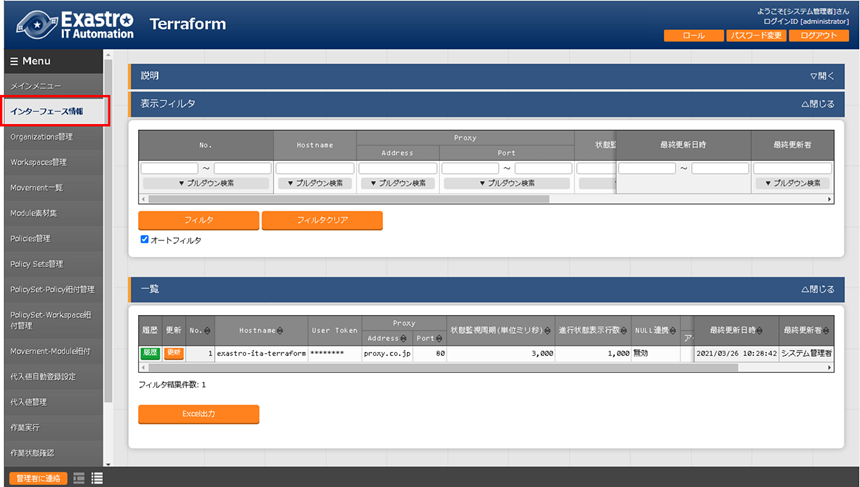 Exastro
IT Automation
Terraform
ようこそ[システム管理者]さん
ログインID [administrator]
ロール
パスワード変更
ログアウト
☰ Menu
メインメニュー
インターフェース情報
Organizations管理
Workspaces管理
Movement一覧
Module素材集
Policies管理
Policy Sets管理
PolicySet-Policy紐付管理
PolicySet-Workspace紐
付管理
Movement-Module紐付
代入値自動登録設定
代入値管理
作業実行
作業状態確認
管理者に連絡
説明
▽開く
表示フィルタ
△閉じる
No.
Hostname
Proxy
Address
Port
状態監
最終更新日時
最終更新者
~
~
~
▼ プルダウン検索
▼ プルダウン検索
▼ プルダウン検索
▼ プルダウン検索
▼ プルダウン検索
フィルタ
フィルタクリア
オートフィルタ
一覧
△閉じる
履歴
更新
No.
Hostname
User Token
Proxy
Address
Port
状態監視周期(単位ミリ秒)
進行状態表示行数
NULL連携
ア
最終更新日時
最終更新者
履歴
更新
1
exastro-ita-terraform
********
proxy.co.jp
80
3,000
1,000
無効
2021/03/26 10:28:42
システム管理者
フィルタ結果件数: 1
Excel出力